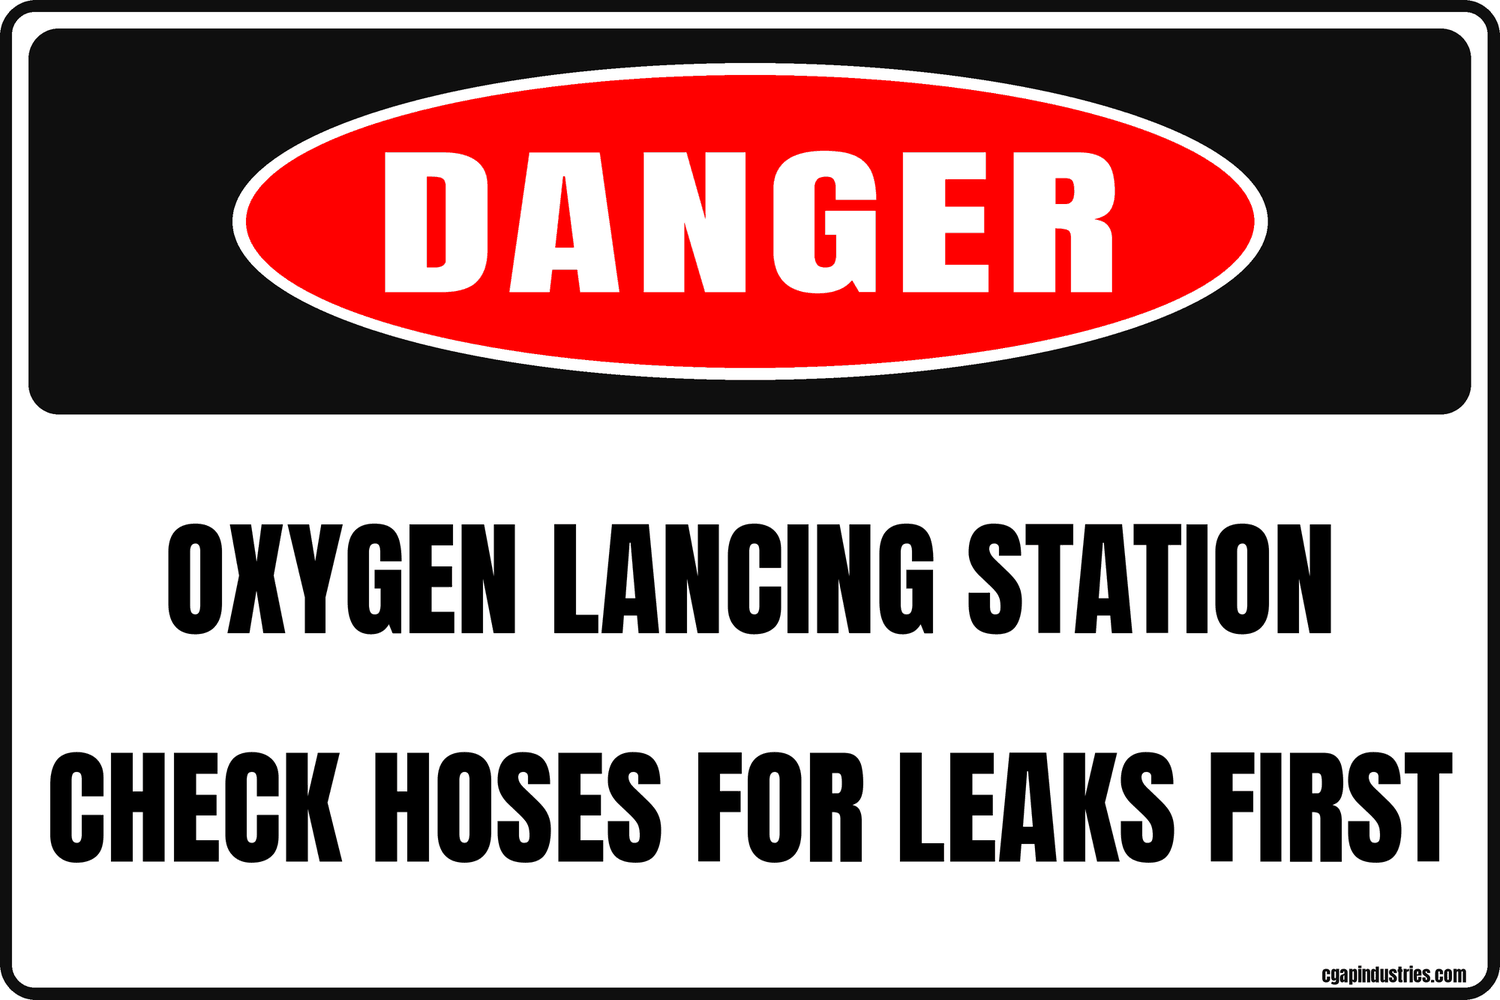 DANGER
OXYGEN LANCING STATION
CHECK HOSES FOR LEAKS FIRST
cgapindustries.com